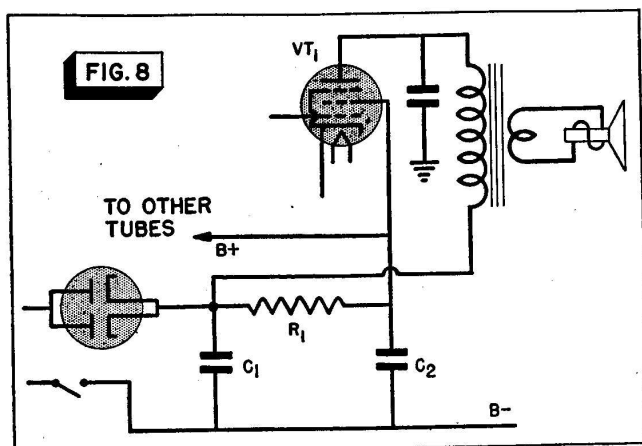 FIG. 8
VT1
TO OTHER
TUBES
B+
R1
C1
C2
B-